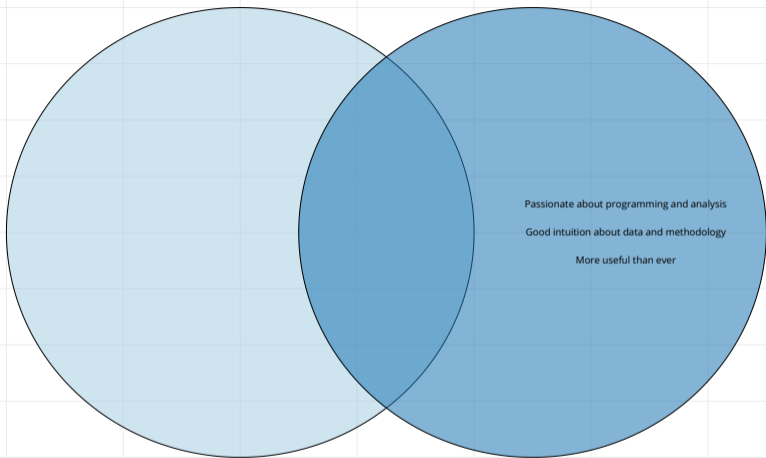 Passionate about programming and analysis
Good intuition about data and methodology
More useful than ever